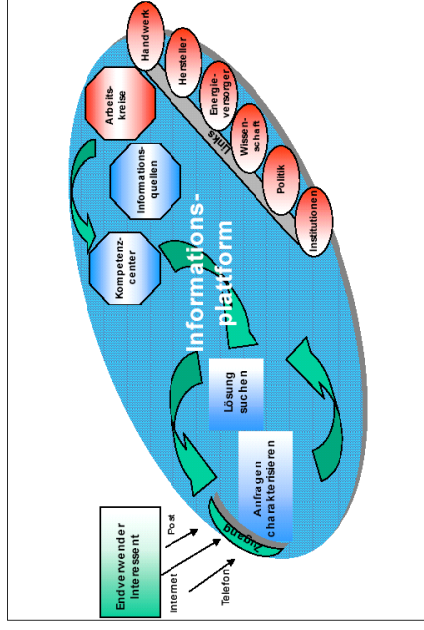 Endverwender
Interessent
Post
Internet
Telefon
Zugang
Anfragen
charakterisieren
Lösung
suchen
Informations-
plattform
Kompetenz-
center
Informations-
quellen
Arbeits-
kreise
Links
Handwerk
Hersteller
Energie-
versorger
Wissen-
schaft
Politik
Institutionen